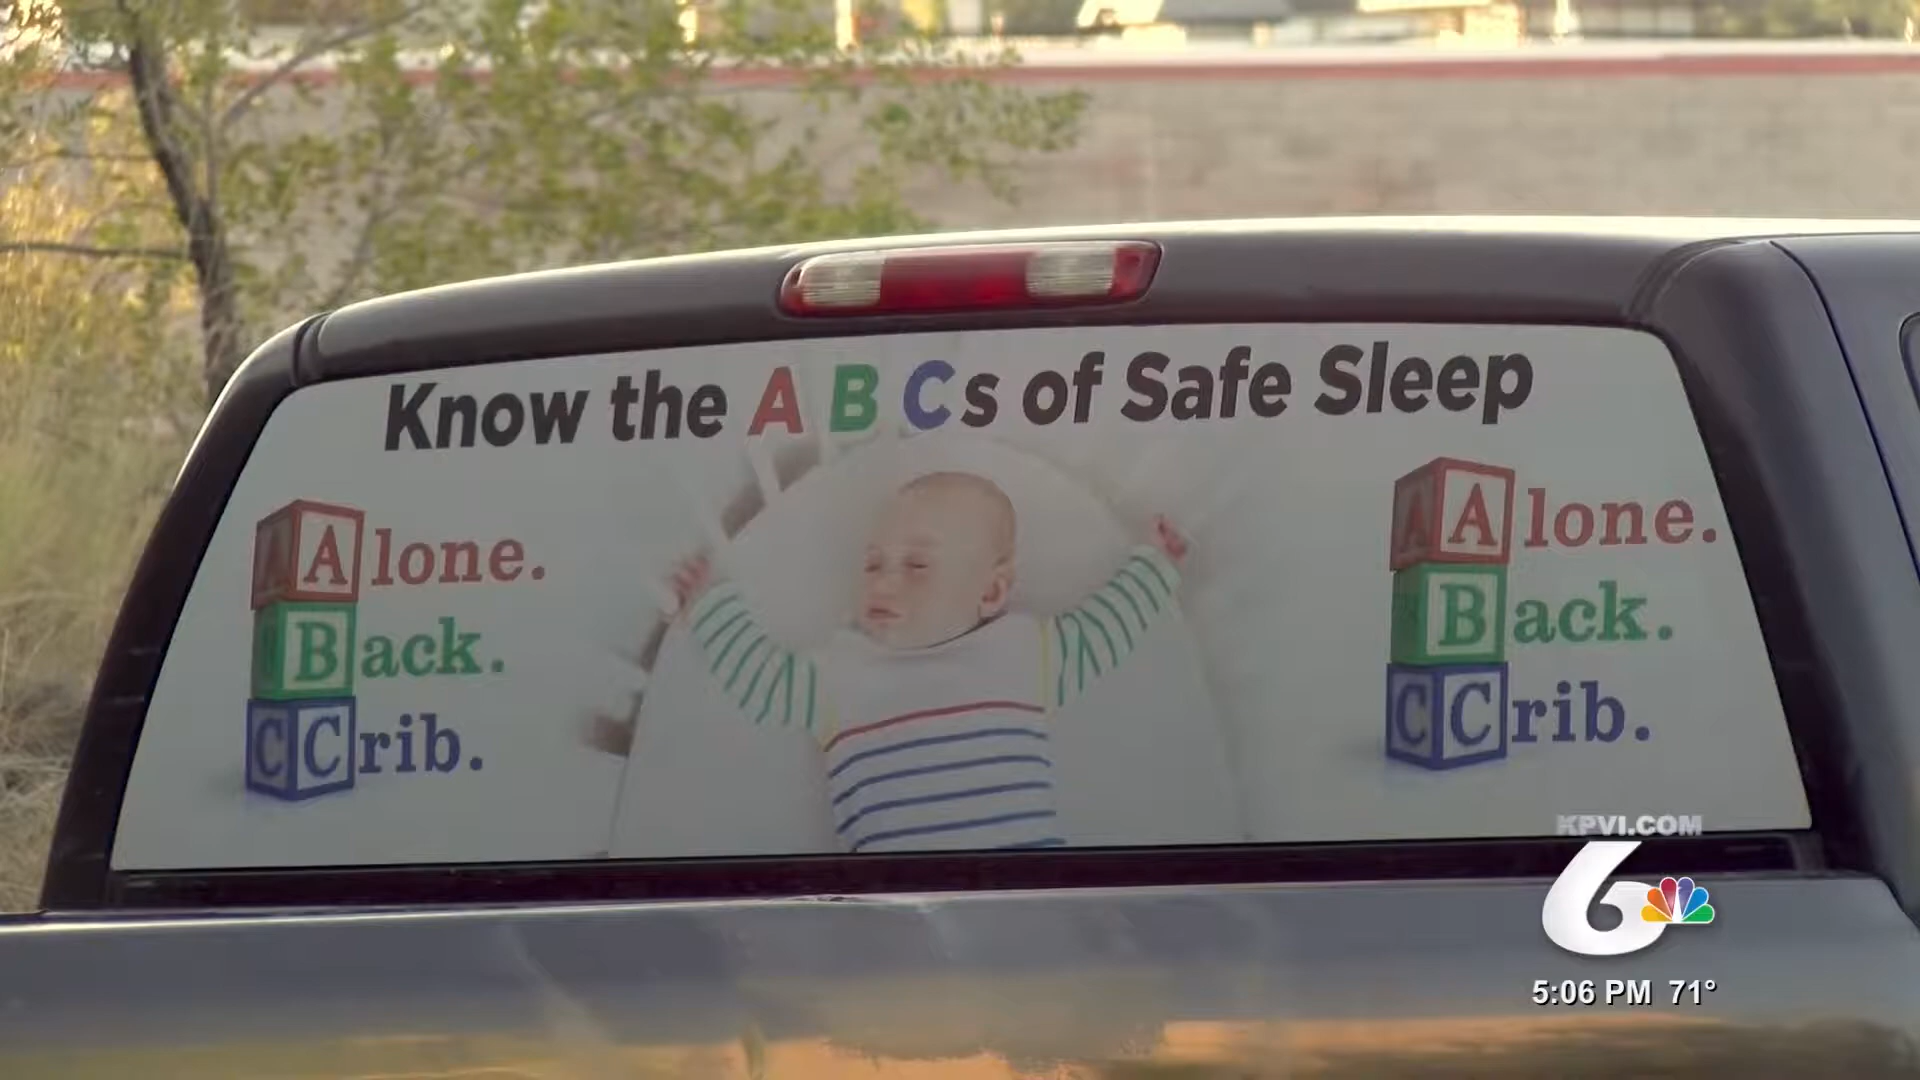 Know the A B Cs of Safe Sleep
Alone.
Back.
Crib.
Alone.
Back.
Crib.
KPVI.COM
6
5:06 PM 71°